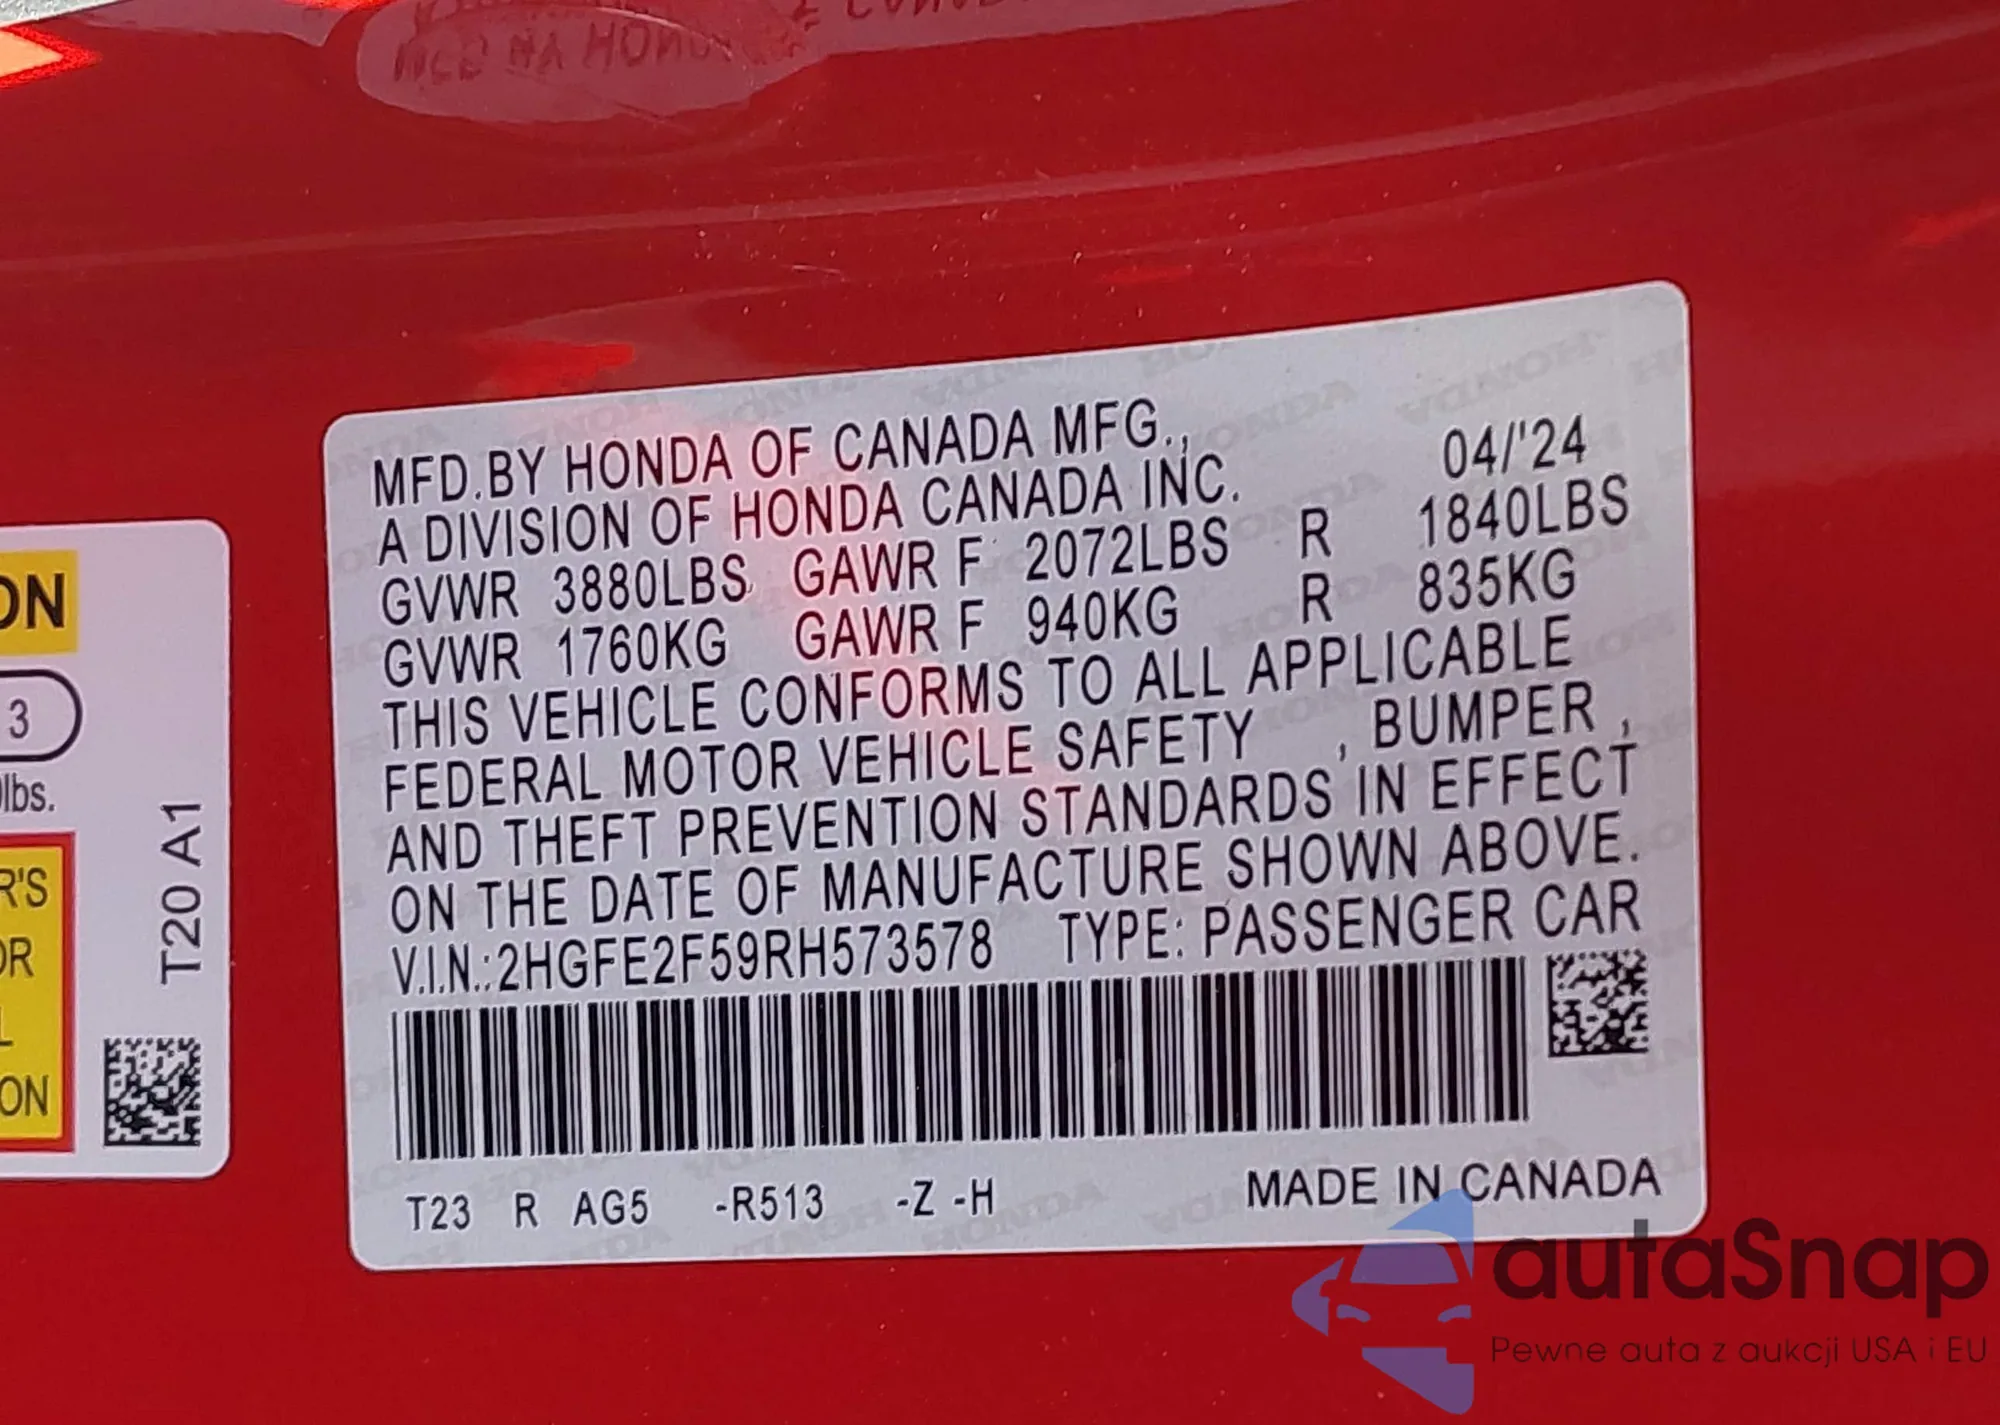 MFD.BY HONDA OF CANADA MFG., 04/'24
A DIVISION OF HONDA CANADA INC.
GVWR 3880LBS GAWR F 2072LBS R 1840LBS
GVWR 1760KG GAWR F 940KG R 835KG
THIS VEHICLE CONFORMS TO ALL APPLICABLE
FEDERAL MOTOR VEHICLE SAFETY , BUMPER ,
AND THEFT PREVENTION STANDARDS IN EFFECT
ON THE DATE OF MANUFACTURE SHOWN ABOVE.
V.I.N.:2HGFE2F59RH573578 TYPE: PASSENGER CAR
T23 R AG5 -R513 -Z -H MADE IN CANADA
ON
3
lbs.
R'S
OR
L
ON
T20 A1
autaSnap
Pewne auta z aukcji USA i EU